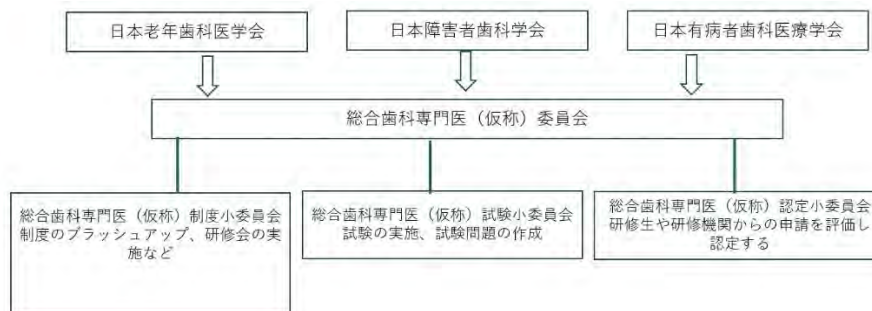 日本老年歯科医学会
日本障害者歯科学会
日本有病者歯科医療学会
総合歯科専門医（仮称）委員会
総合歯科専門医（仮称）制度小委員会
制度のブラッシュアップ、研修会の実
施など
総合歯科専門医（仮称）試験小委員会
試験の実施、試験問題の作成
総合歯科専門医（仮称）認定小委員会
研修生や研修機関からの申請を評価し
認定する